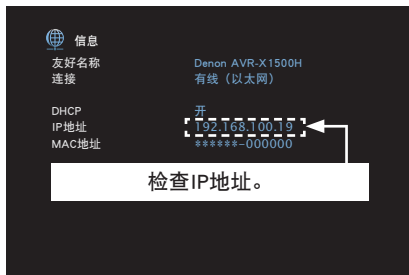 信息
友好名称 Denon AVR-X1500H
连接 有线（以太网）
DHCP 开
IP地址 192.168.100.19
MAC地址 ******-000000
检查IP地址。